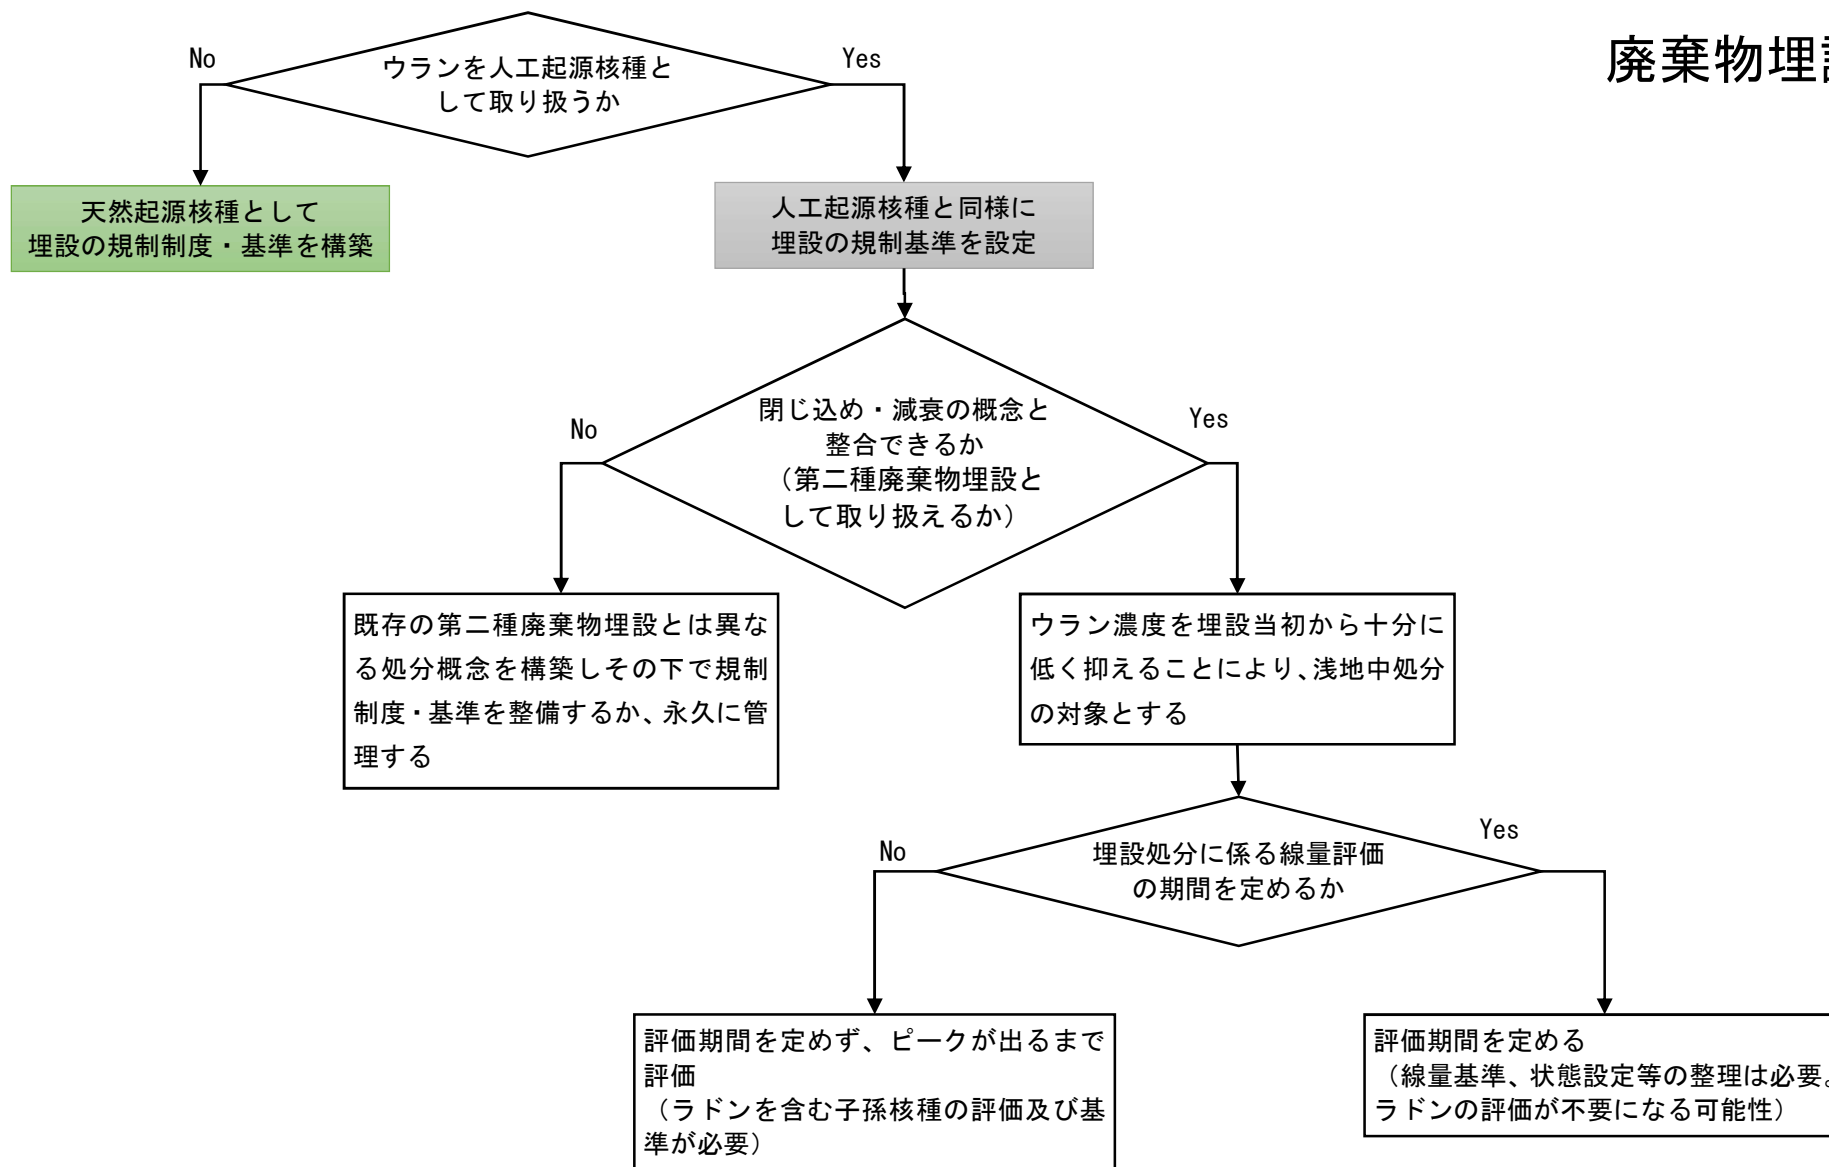 廃棄物埋
No
Yes
ウランを人工起源核種と
して取り扱うか
天然起源核種として
埋設の規制制度・基準を構築
人工起源核種と同様に
埋設の規制基準を設定
No
Yes
閉じ込め・減衰の概念と
整合できるか
（第二種廃棄物埋設と
して取り扱えるか）
既存の第二種廃棄物埋設とは異な
る処分概念を構築しその下で規制
制度・基準を整備するか、永久に管
理する
ウラン濃度を埋設当初から十分に
低く抑えることにより、浅地中処分
の対象とする
No
Yes
埋設処分に係る線量評価
の期間を定めるか
評価期間を定めず、ピークが出るまで
評価
（ラドンを含む子孫核種の評価及び基
準が必要）
評価期間を定める
（線量基準、状態設定等の整理は必要。
ラドンの評価が不要になる可能性）